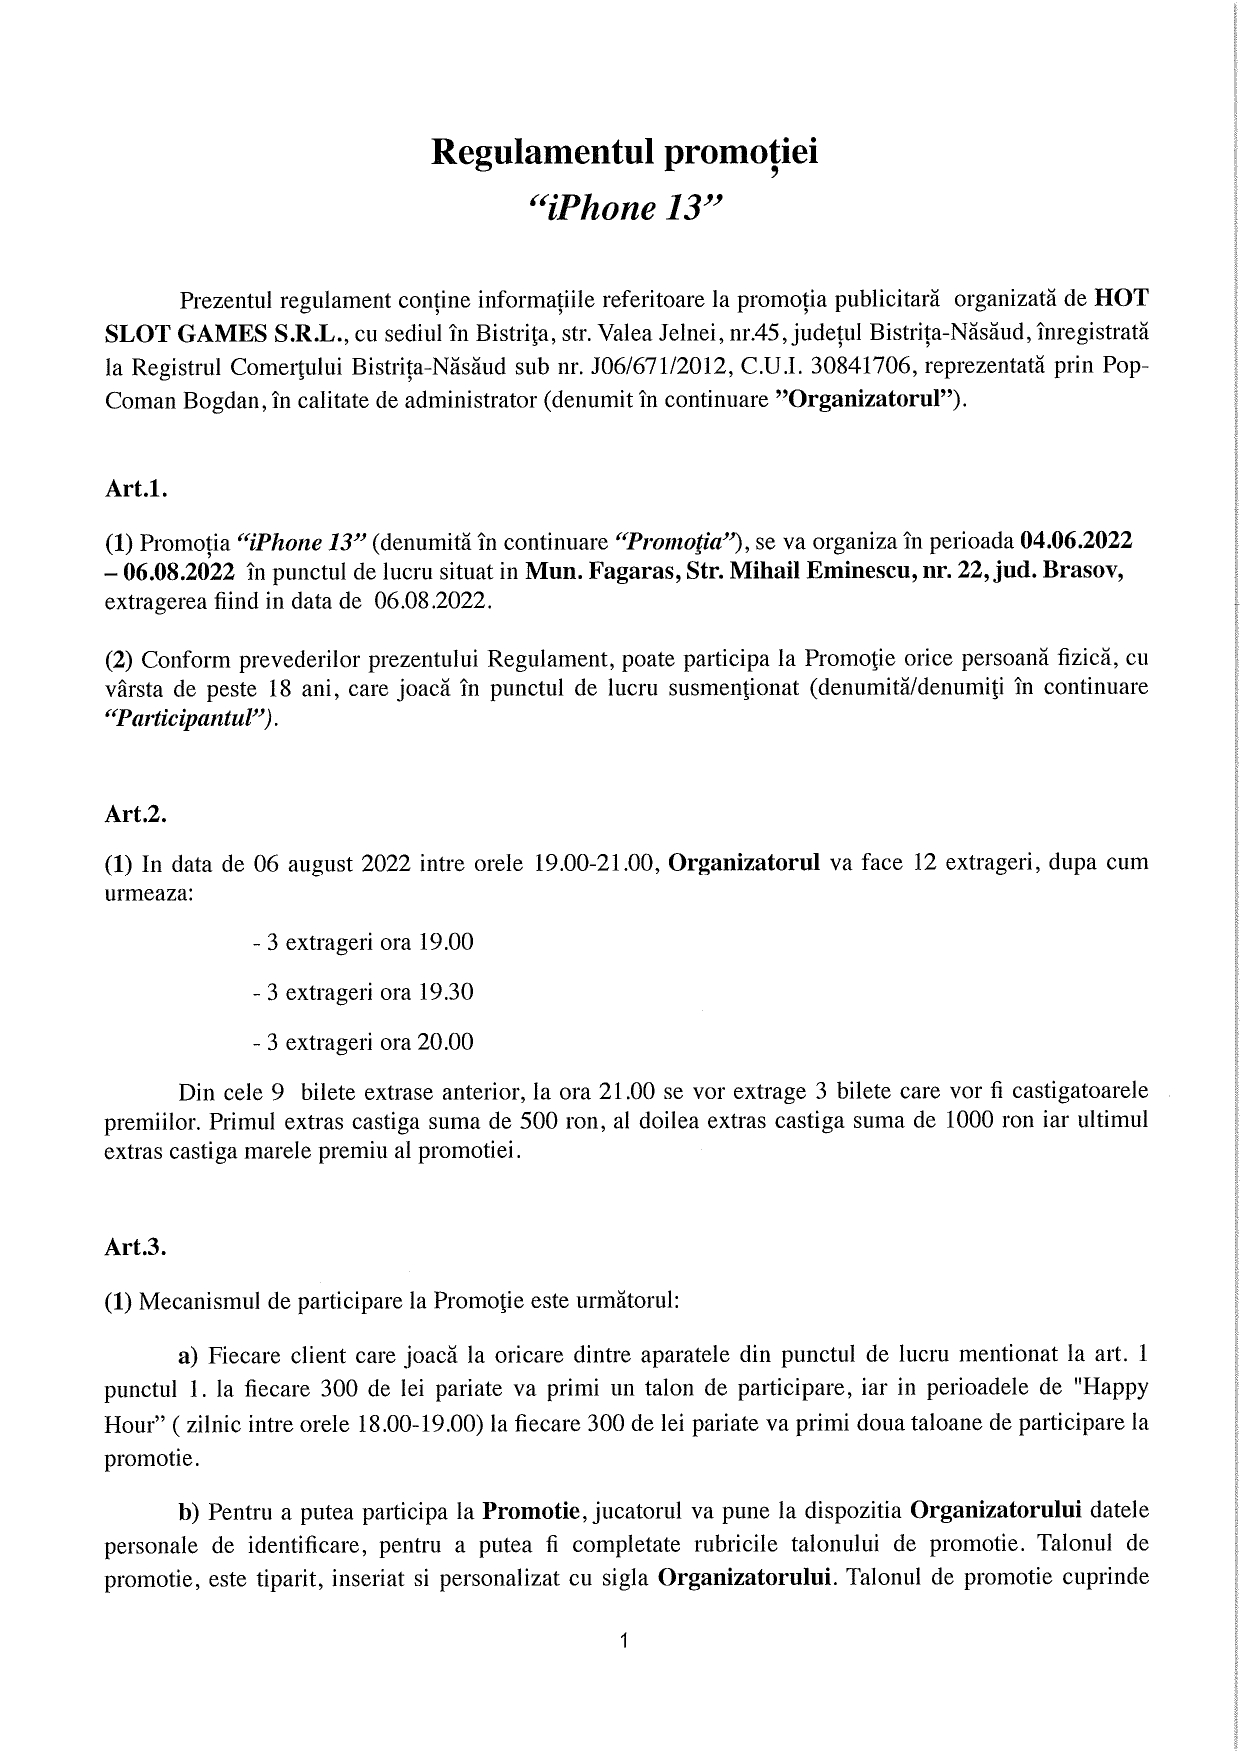 Regulamentul promoției
“iPhone 13”
Prezentul regulament conține informațiile referitoare la promoția publicitară organizată de HOT
SLOT GAMES S.R.L., cu sediul în Bistrița, str. Valea Jelnei, nr.45, județul Bistrița-Năsăud, înregistrată
la Registrul Comerţului Bistrița-Năsăud sub nr. J06/671/2012, C.U.I. 30841706, reprezentată prin Pop-
Coman Bogdan, în calitate de administrator (denumit în continuare ”Organizatorul”).
Art.1.
(1) Promoția “iPhone 13” (denumită în continuare “Promoţia”), se va organiza în perioada 04.06.2022
– 06.08.2022 în punctul de lucru situat in Mun. Fagaras, Str. Mihail Eminescu, nr. 22, jud. Brasov,
extragerea fiind in data de 06.08.2022.
(2) Conform prevederilor prezentului Regulament, poate participa la Promoţie orice persoană fizică, cu
vârsta de peste 18 ani, care joacă în punctul de lucru susmenţionat (denumită/denumiţi în continuare
“Participantul”).
Art.2.
(1) In data de 06 august 2022 intre orele 19.00-21.00, Organizatorul va face 12 extrageri, dupa cum
urmeaza:
- 3 extrageri ora 19.00
- 3 extrageri ora 19.30
- 3 extrageri ora 20.00
Din cele 9 bilete extrase anterior, la ora 21.00 se vor extrage 3 bilete care vor fi castigatoarele
premiilor. Primul extras castiga suma de 500 ron, al doilea extras castiga suma de 1000 ron iar ultimul
extras castiga marele premiu al promotiei.
Art.3.
(1) Mecanismul de participare la Promoţie este următorul:
a) Fiecare client care joacă la oricare dintre aparatele din punctul de lucru mentionat la art. 1
punctul 1. la fiecare 300 de lei pariate va primi un talon de participare, iar in perioadele de "Happy
Hour” ( zilnic intre orele 18.00-19.00) la fiecare 300 de lei pariate va primi doua taloane de participare la
promotie.
b) Pentru a putea participa la Promotie, jucatorul va pune la dispozitia Organizatorului datele
personale de identificare, pentru a putea fi completate rubricile talonului de promotie. Talonul de
promotie, este tiparit, inseriat si personalizat cu sigla Organizatorului. Talonul de promotie cuprinde
1